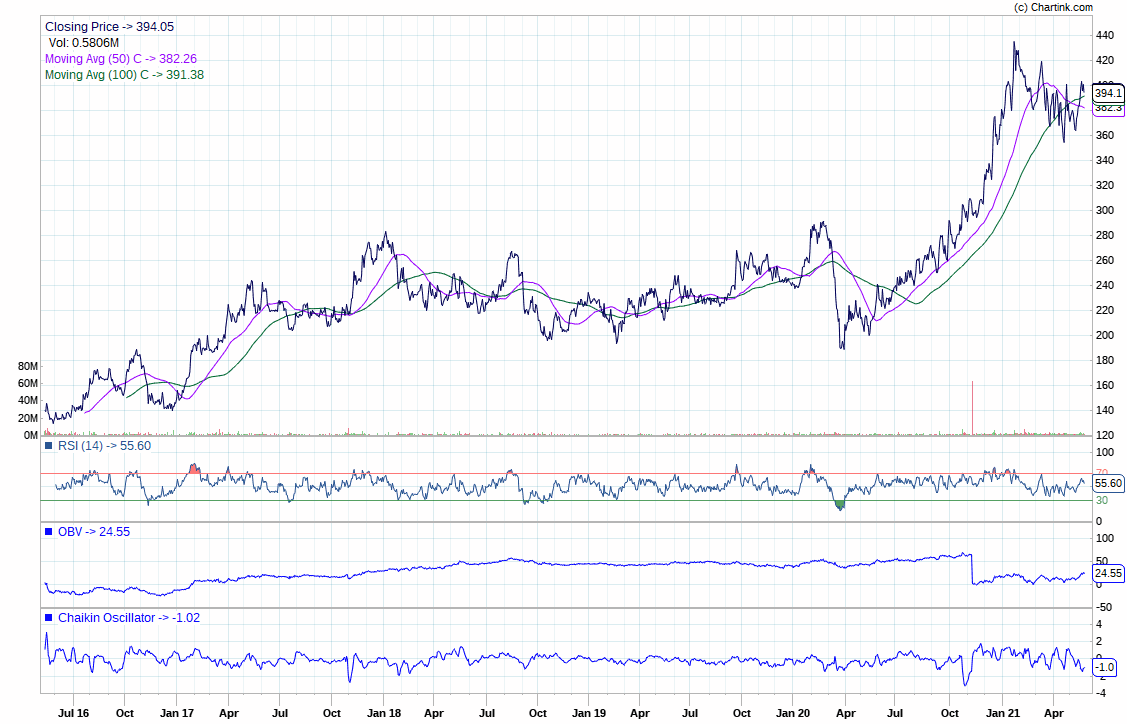 (c) Chartink.com
Closing Price -> 394.05
Vol: 0.5806M
Moving Avg (50) C -> 382.26
Moving Avg (100) C -> 391.38
440
420
394.1
382.3
360
340
320
300
280
260
240
220
200
180
160
140
120
80M
60M
40M
20M
0M
RSI (14) -> 55.60
100
70
55.60
30
0
OBV -> 24.55
100
50
24.55
0
-50
Chaikin Oscillator -> -1.02
4
2
0
-1.0
-2
-4
Jul 16 Oct Jan 17 Apr Jul Oct Jan 18 Apr Jul Oct Jan 19 Apr Jul Oct Jan 20 Apr Jul Oct Jan 21 Apr